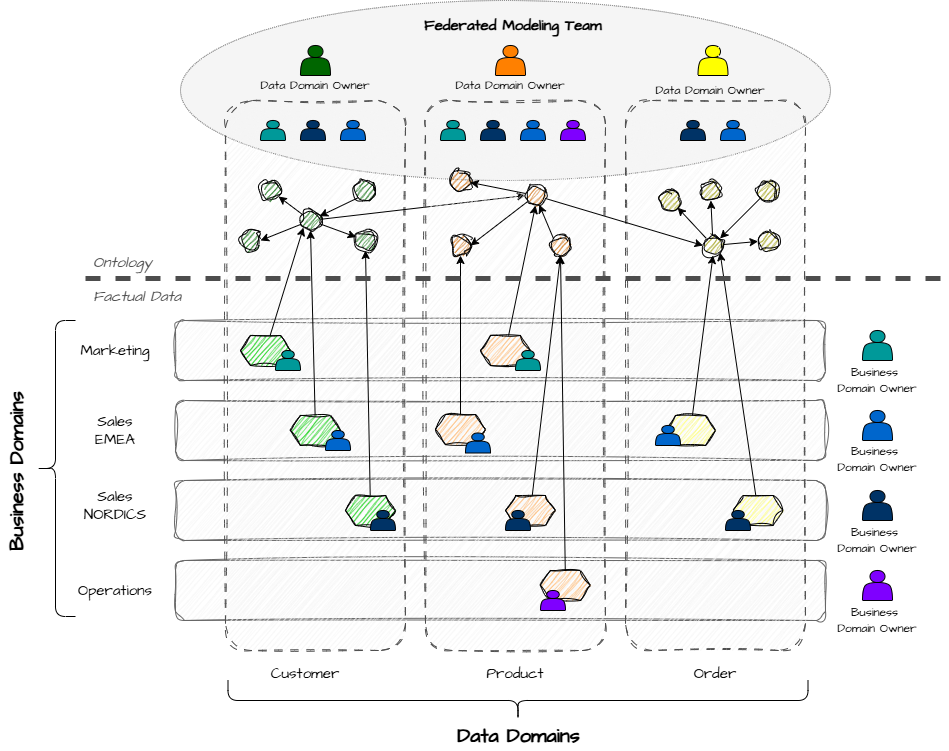 Federated Modeling Team
Data Domain Owner
Data Domain Owner
Data Domain Owner
Ontology
Factual Data
Business Domains
Marketing
Business
Domain Owner
Sales
EMEA
Business
Domain Owner
Sales
NORDICS
Business
Domain Owner
Operations
Business
Domain Owner
Customer
Product
Order
Data Domains